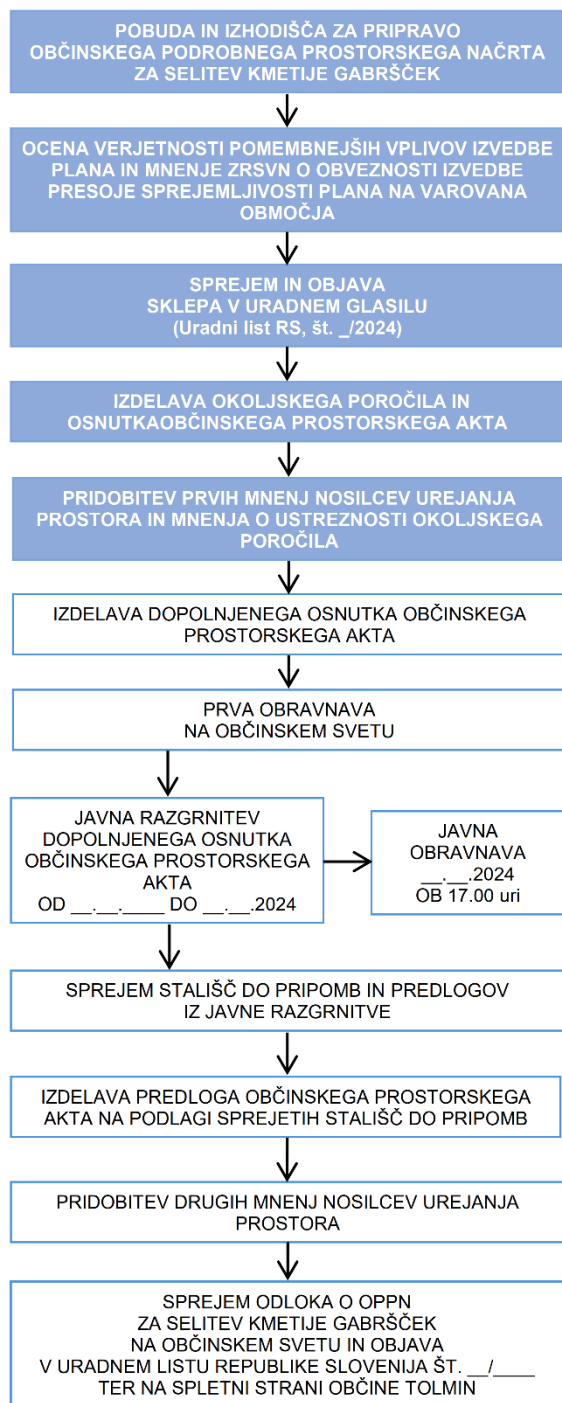 POBUDA IN IZHODIŠČA ZA PRIPRAVO
OBČINSKEGA PODROBNEGA PROSTORSKEGA NAČRTA
ZA SELITEV KMETIJE GABRŠČEK
OCENA VERJETNOSTI POMEMBNEJŠIH VPLIVOV IZVEDBE
PLANA IN MNENJE ZRSVN O OBVEZNOSTI IZVEDBE
PRESOJE SPREJEMLJIVOSTI PLANA NA VAROVANA
OBMOČJA
SPREJEM IN OBJAVA
SKLEPA V URADNEM GLASILU
(Uradni list RS, št. _/2024)
IZDELAVA OKOLJSKEGA POROČILA IN
OSNUTKAOBČINSKEGA PROSTORSKEGA AKTA
PRIDOBITEV PRVIH MNENJ NOSILCEV UREJANJA
PROSTORA IN MNENJA O USTREZNOSTI OKOLJSKEGA
POROČILA
IZDELAVA DOPOLNJENEGA OSNUTKA OBČINSKEGA
PROSTORSKEGA AKTA
PRVA OBRAVNAVA
NA OBČINSKEM SVETU
JAVNA RAZGRNITEV
DOPOLNJENEGA OSNUTKA
OBČINSKEGA PROSTORSKEGA
AKTA
OD __.__.____ DO __.__.2024
JAVNA
OBRAVNAVA
__.__.2024
OB 17.00 uri
SPREJEM STALIŠČ DO PRIPOMB IN PREDLOGOV
IZ JAVNE RAZGRNITVE
IZDELAVA PREDLOGA OBČINSKEGA PROSTORSKEGA
AKTA NA PODLAGI SPREJETIH STALIŠČ DO PRIPOMB
PRIDOBITEV DRUGIH MNENJ NOSILCEV UREJANJA
PROSTORA
SPREJEM ODLOKA O OPPN
ZA SELITEV KMETIJE GABRŠČEK
NA OBČINSKEM SVETU IN OBJAVA
V URADNEM LISTU REPUBLIKE SLOVENIJA ŠT. __/____
TER NA SPLETNI STRANI OBČINE TOLMIN